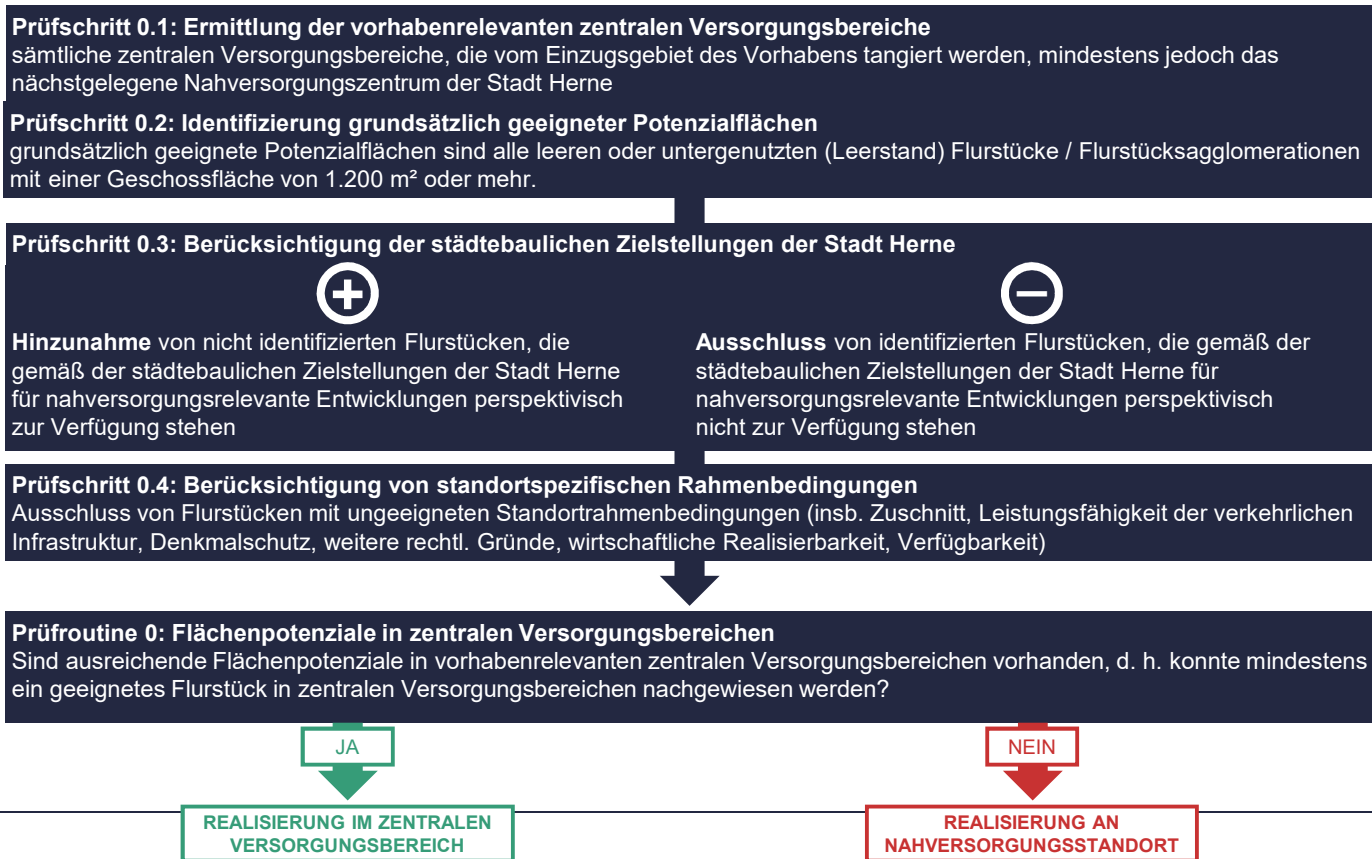 Prüfschritt 0.1: Ermittlung der vorhabenrelevanten zentralen Versorgungsbereiche
sämtliche zentralen Versorgungsbereiche, die vom Einzugsgebiet des Vorhabens tangiert werden, mindestens jedoch das
nächstgelegene Nahversorgungszentrum der Stadt Herne
Prüfschritt 0.2: Identifizierung grundsätzlich geeigneter Potenzialflächen
grundsätzlich geeignete Potenzialflächen sind alle leeren oder untergenutzten (Leerstand) Flurstücke / Flurstücksagglomerationen
mit einer Geschossfläche von 1.200 m² oder mehr.
Prüfschritt 0.3: Berücksichtigung der städtebaulichen Zielstellungen der Stadt Herne
Hinzunahme von nicht identifizierten Flurstücken, die
gemäß der städtebaulichen Zielstellungen der Stadt Herne
für nahversorgungsrelevante Entwicklungen perspektivisch
zur Verfügung stehen
Ausschluss von identifizierten Flurstücken, die gemäß der
städtebaulichen Zielstellungen der Stadt Herne für
nahversorgungsrelevante Entwicklungen perspektivisch
nicht zur Verfügung stehen
Prüfschritt 0.4: Berücksichtigung von standortspezifischen Rahmenbedingungen
Ausschluss von Flurstücken mit ungeeigneten Standortrahmenbedingungen (insb. Zuschnitt, Leistungsfähigkeit der verkehrlichen
Infrastruktur, Denkmalschutz, weitere rechtl. Gründe, wirtschaftliche Realisierbarkeit, Verfügbarkeit)
Prüfroutine 0: Flächenpotenziale in zentralen Versorgungsbereichen
Sind ausreichende Flächenpotenziale in vorhabenrelevanten zentralen Versorgungsbereichen vorhanden, d. h. konnte mindestens
ein geeignetes Flurstück in zentralen Versorgungsbereichen nachgewiesen werden?
JA
NEIN
REALISIERUNG IM ZENTRALEN
VERSORGUNGSBEREICH
REALISIERUNG AN
NAHVERSORGUNGSSTANDORT